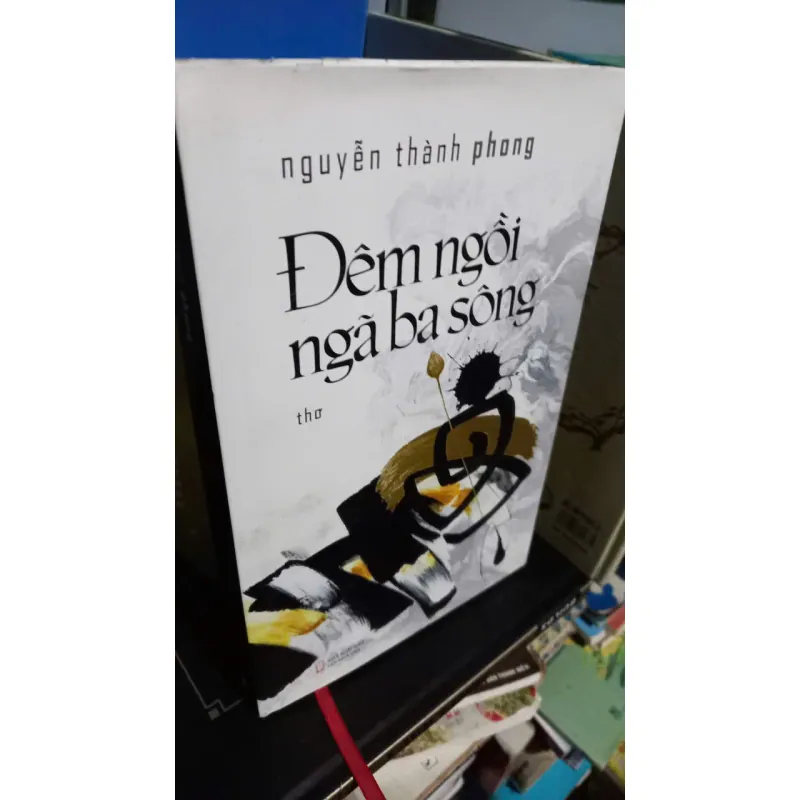 nguyễn thành phong
Đêm ngồi
ngã ba sông
thơ